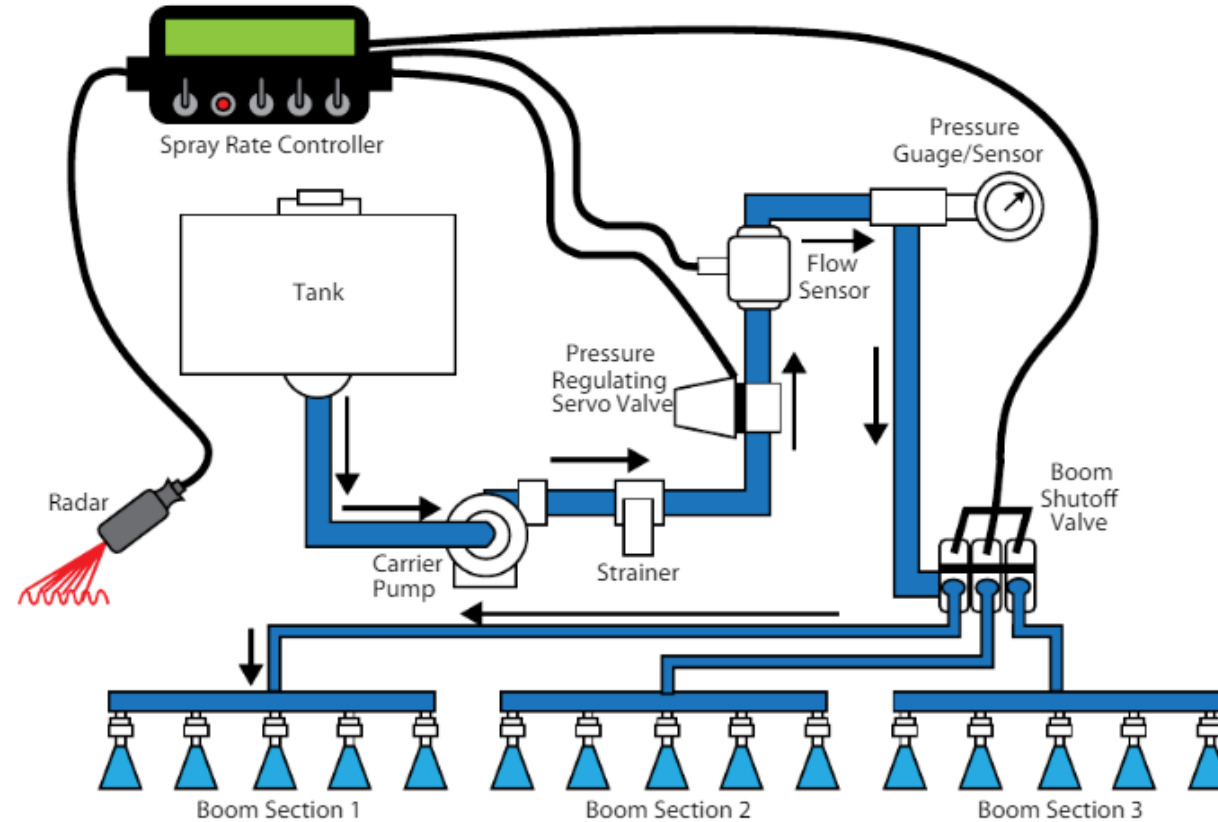 Spray Rate Controller
Pressure
Guage/Sensor
Tank
Flow
Sensor
Pressure
Regulating
Servo Valve
Radar
Boom
Shutoff
Valve
Carrier
Pump
Strainer
Boom Section 1
Boom Section 2
Boom Section 3